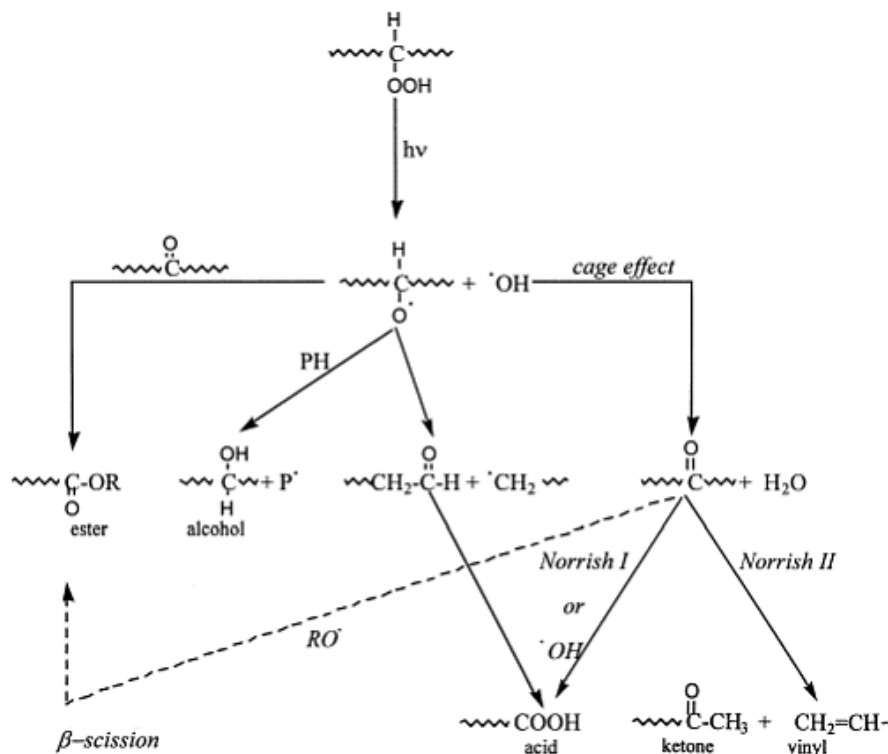 H
C
OOH
hν
O
C
H
C + ·OH
O·
cage effect
PH
C-OR
O
ester
OH
C + P·
H
alcohol
O
CH₂-C-H + ·CH₂
O
C + H₂O
Norrish I
or
·OH
Norrish II
RO·
β-scission
COOH
acid
O
C-CH₃ +
ketone
CH₂=CH-
vinyl